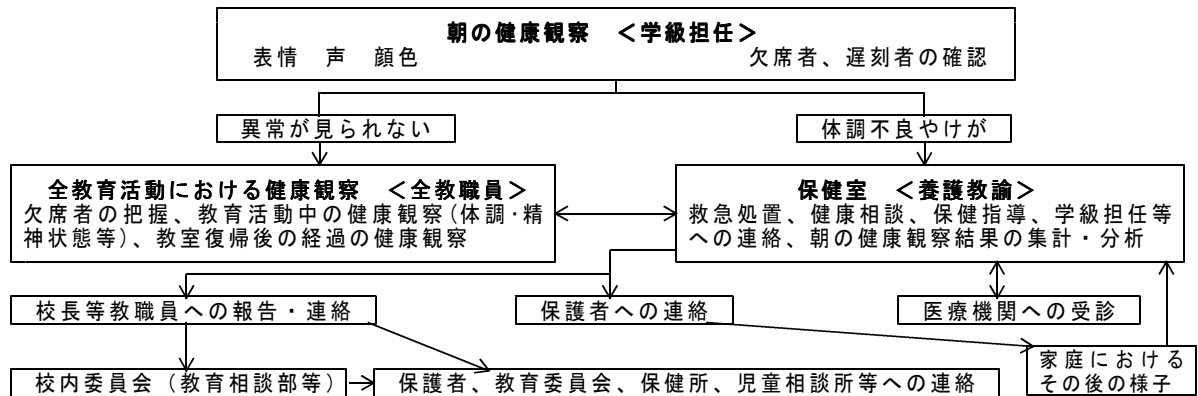 朝の健康観察 ＜学級担任＞
表情 声 顔色 欠席者、遅刻者の確認
異常が見られない
体調不良やけが
全教育活動における健康観察 ＜全教職員＞
欠席者の把握、教育活動中の健康観察(体調･精
神状態等)、教室復帰後の経過の健康観察
保健室 ＜養護教諭＞
救急処置、健康相談、保健指導、学級担任等
への連絡、朝の健康観察結果の集計・分析
校長等教職員への報告・連絡
保護者への連絡
医療機関への受診
家庭における
その後の様子
校内委員会（教育相談部等）
保護者、教育委員会、保健所、児童相談所等への連絡